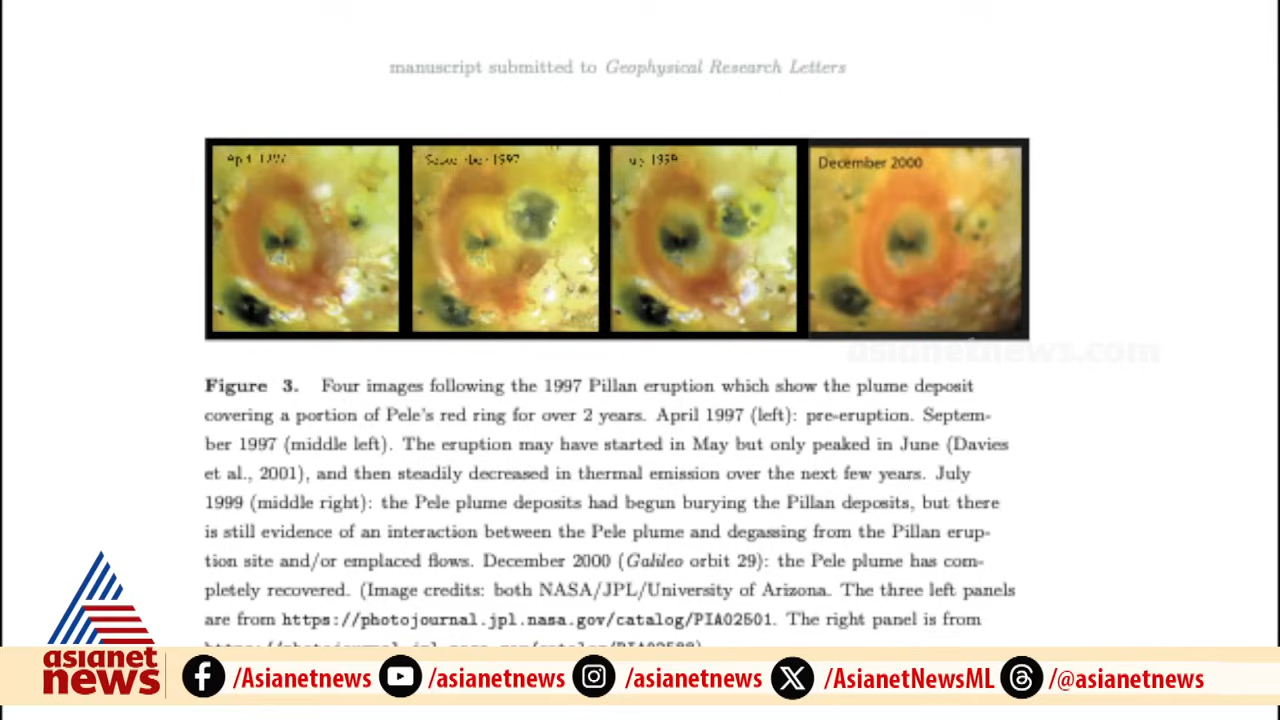 manuscript submitted to Geophysical Research Letters
April 1997 September 1997 July 1999 December 2000
asianetnews.com
Figure 3. Four images following the 1997 Pillan eruption which show the plume deposit
covering a portion of Pele's red ring for over 2 years. April 1997 (left): pre-eruption. Septem-
ber 1997 (middle left). The eruption may have started in May but only peaked in June (Davies
et al., 2001), and then steadily decreased in thermal emission over the next few years. July
1999 (middle right): the Pele plume deposits had begun burying the Pillan deposits, but there
is still evidence of an interaction between the Pele plume and degassing from the Pillan erup-
tion site and/or emplaced flows. December 2000 (Galileo orbit 29): the Pele plume has com-
pletely recovered. (Image credits: both NASA/JPL/University of Arizona. The three left panels
are from https://photojournal.jpl.nasa.gov/catalog/PIA02501. The right panel is from
asianet
news
/Asianetnews /asianetnews /asianetnews /AsianetNewsML /@asianetnews